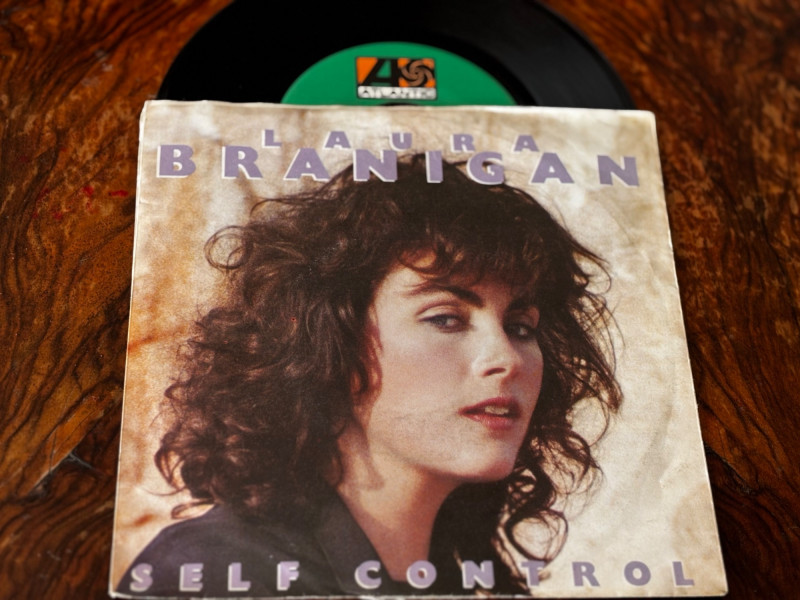 ATLANTIC
LAURA
BRANIGAN
SELF CONTROL